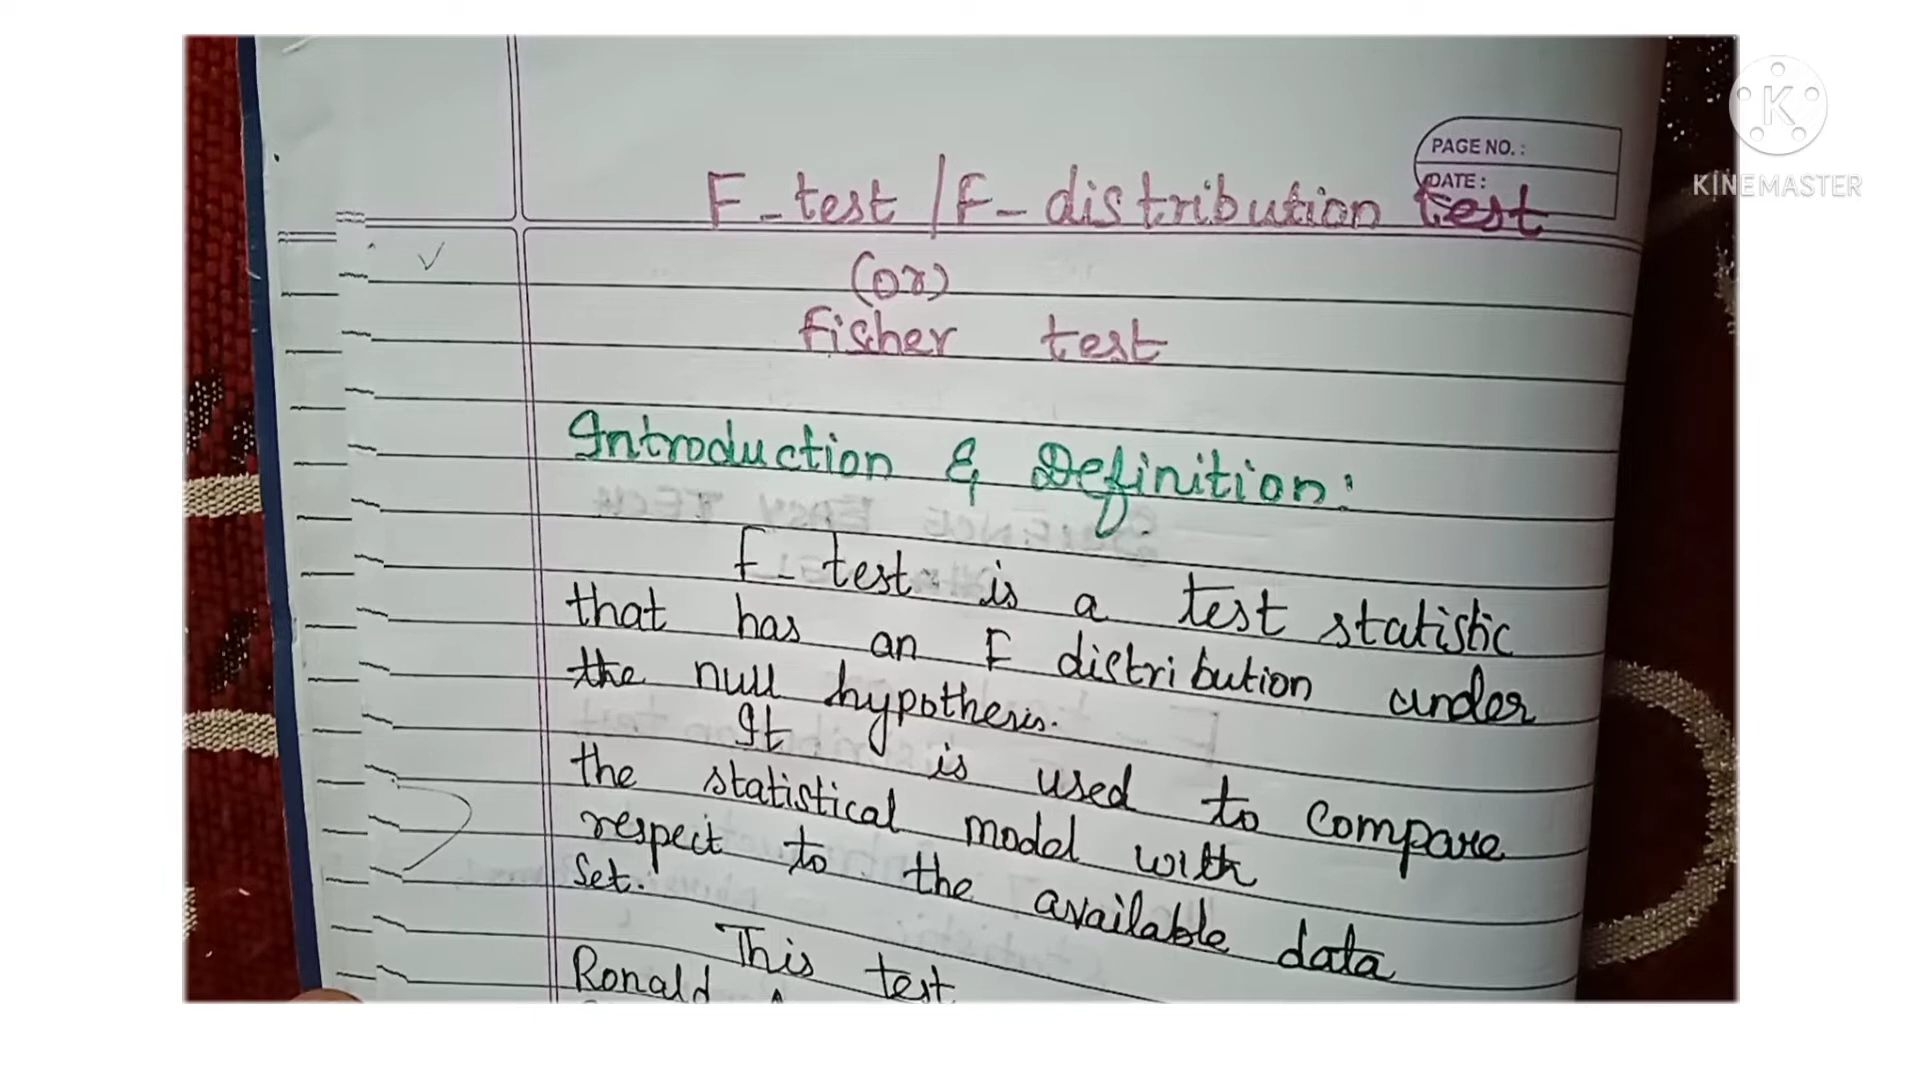 PAGE NO. :
DATE :
KINEMASTER
F-test / F-distribution test
(or)
Fisher test
Introduction & Definition:
F-test is a test statistic
that has an F distribution under
the null hypothesis.
It is used to compare
the statistical model with
respect to the available data
set.
This test
Ronald